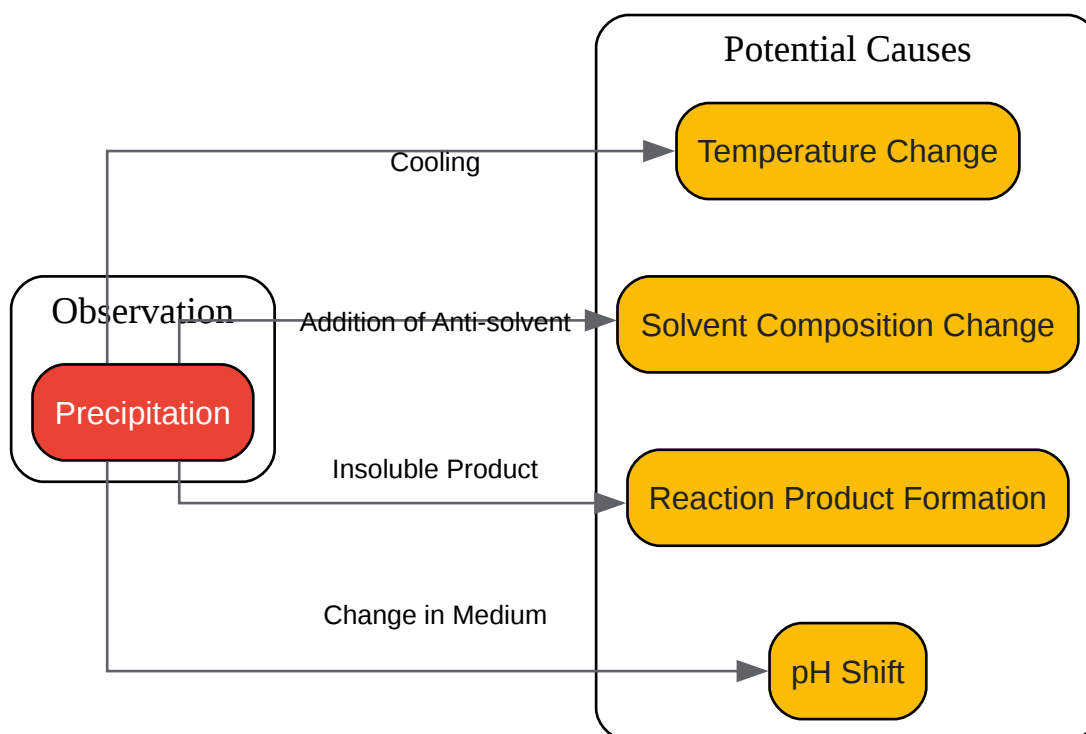 Potential Causes
Temperature Change
Cooling
Observation
Addition of Anti-solvent
Solvent Composition Change
Precipitation
Insoluble Product
Reaction Product Formation
Change in Medium
pH Shift